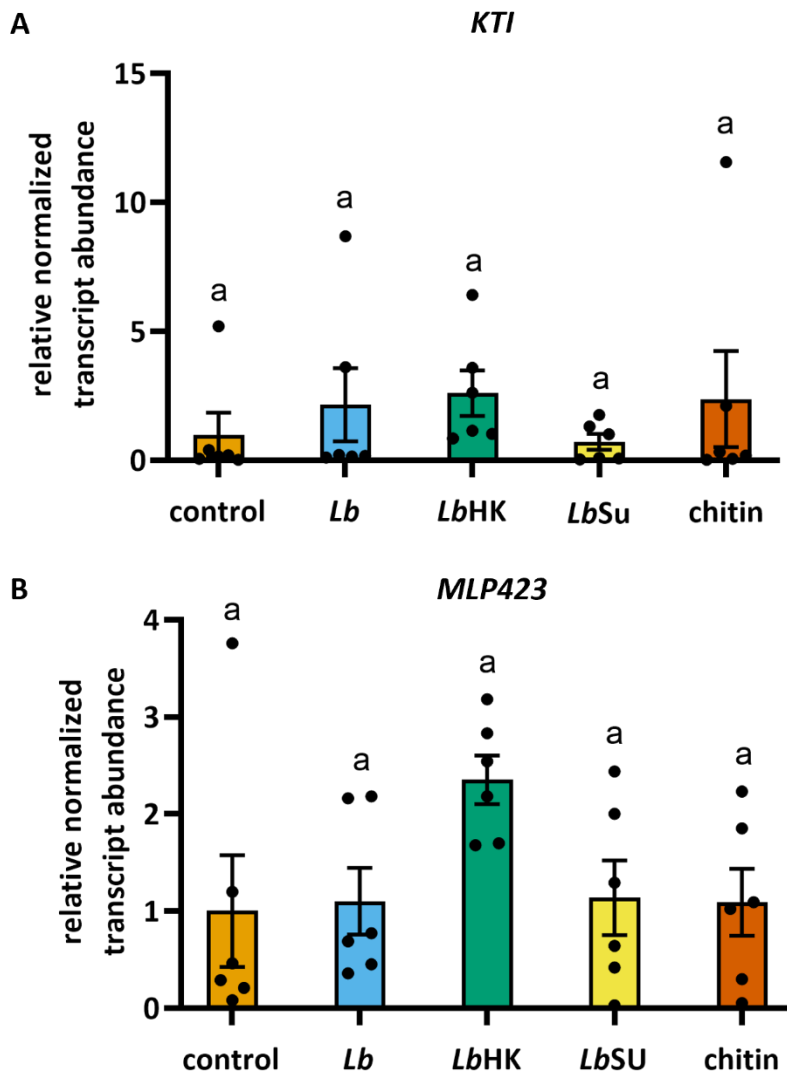 A
KTI
relative normalized
transcript abundance
15
10
5
0
a
a
a
a
a
control
Lb
LbHK
LbSu
chitin
B
MLP423
relative normalized
transcript abundance
4
3
2
1
0
a
a
a
a
a
control
Lb
LbHK
LbSU
chitin